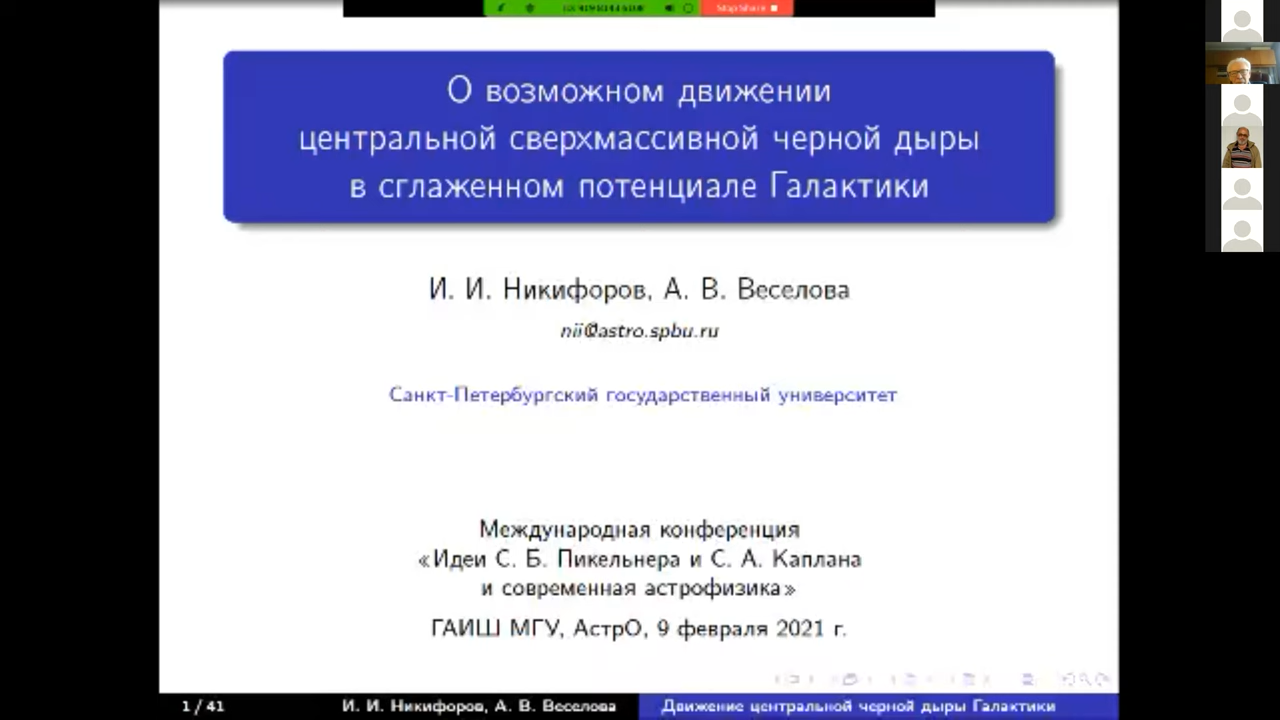 Stop Share
О возможном движении
центральной сверхмассивной черной дыры
в сглаженном потенциале Галактики
И. И. Никифоров, А. В. Веселова
nii@astro.spbu.ru
Санкт-Петербургский государственный университет
Международная конференция
«Идеи С. Б. Пикельнера и С. А. Каплана
и современная астрофизика»
ГАИШ МГУ, АстрО, 9 февраля 2021 г.
1 / 41 И. И. Никифоров, А. В. Веселова Движение центральной черной дыры Галактики